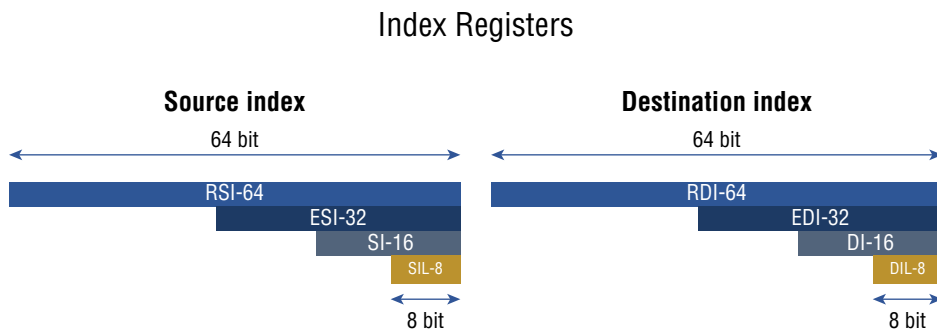 Index Registers
Source index
64 bit
RSI-64
ESI-32
SI-16
SIL-8
8 bit
Destination index
64 bit
RDI-64
EDI-32
DI-16
DIL-8
8 bit